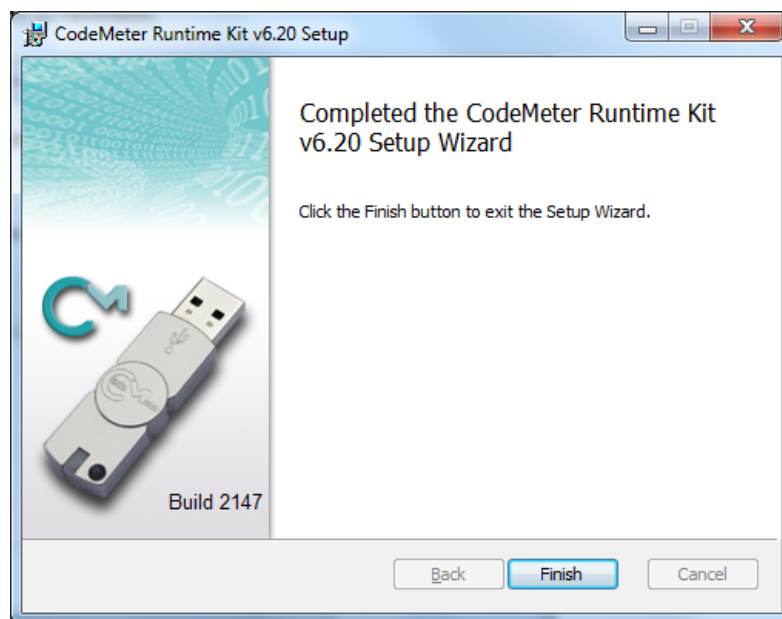 CodeMeter Runtime Kit v6.20 Setup
Completed the CodeMeter Runtime Kit
v6.20 Setup Wizard
Click the Finish button to exit the Setup Wizard.
CM
Build 2147
Back
Finish
Cancel